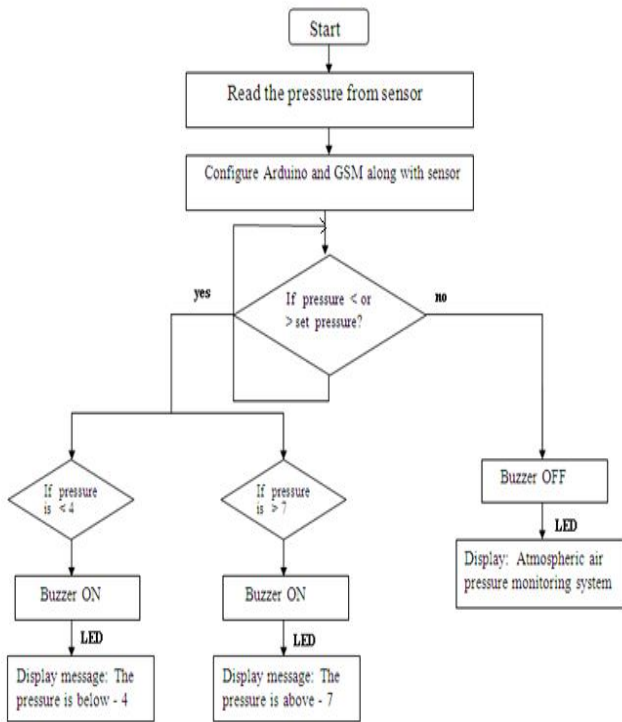 Start
Read the pressure from sensor
Configure Arduino and GSM along with sensor
yes
If pressure < or
> set pressure?
no
If pressure
is < 4
If pressure
is > 7
Buzzer OFF
LED
Display: Atmospheric air
pressure monitoring system
Buzzer ON
LED
Display message: The
pressure is below - 4
Buzzer ON
LED
Display message: The
pressure is above - 7